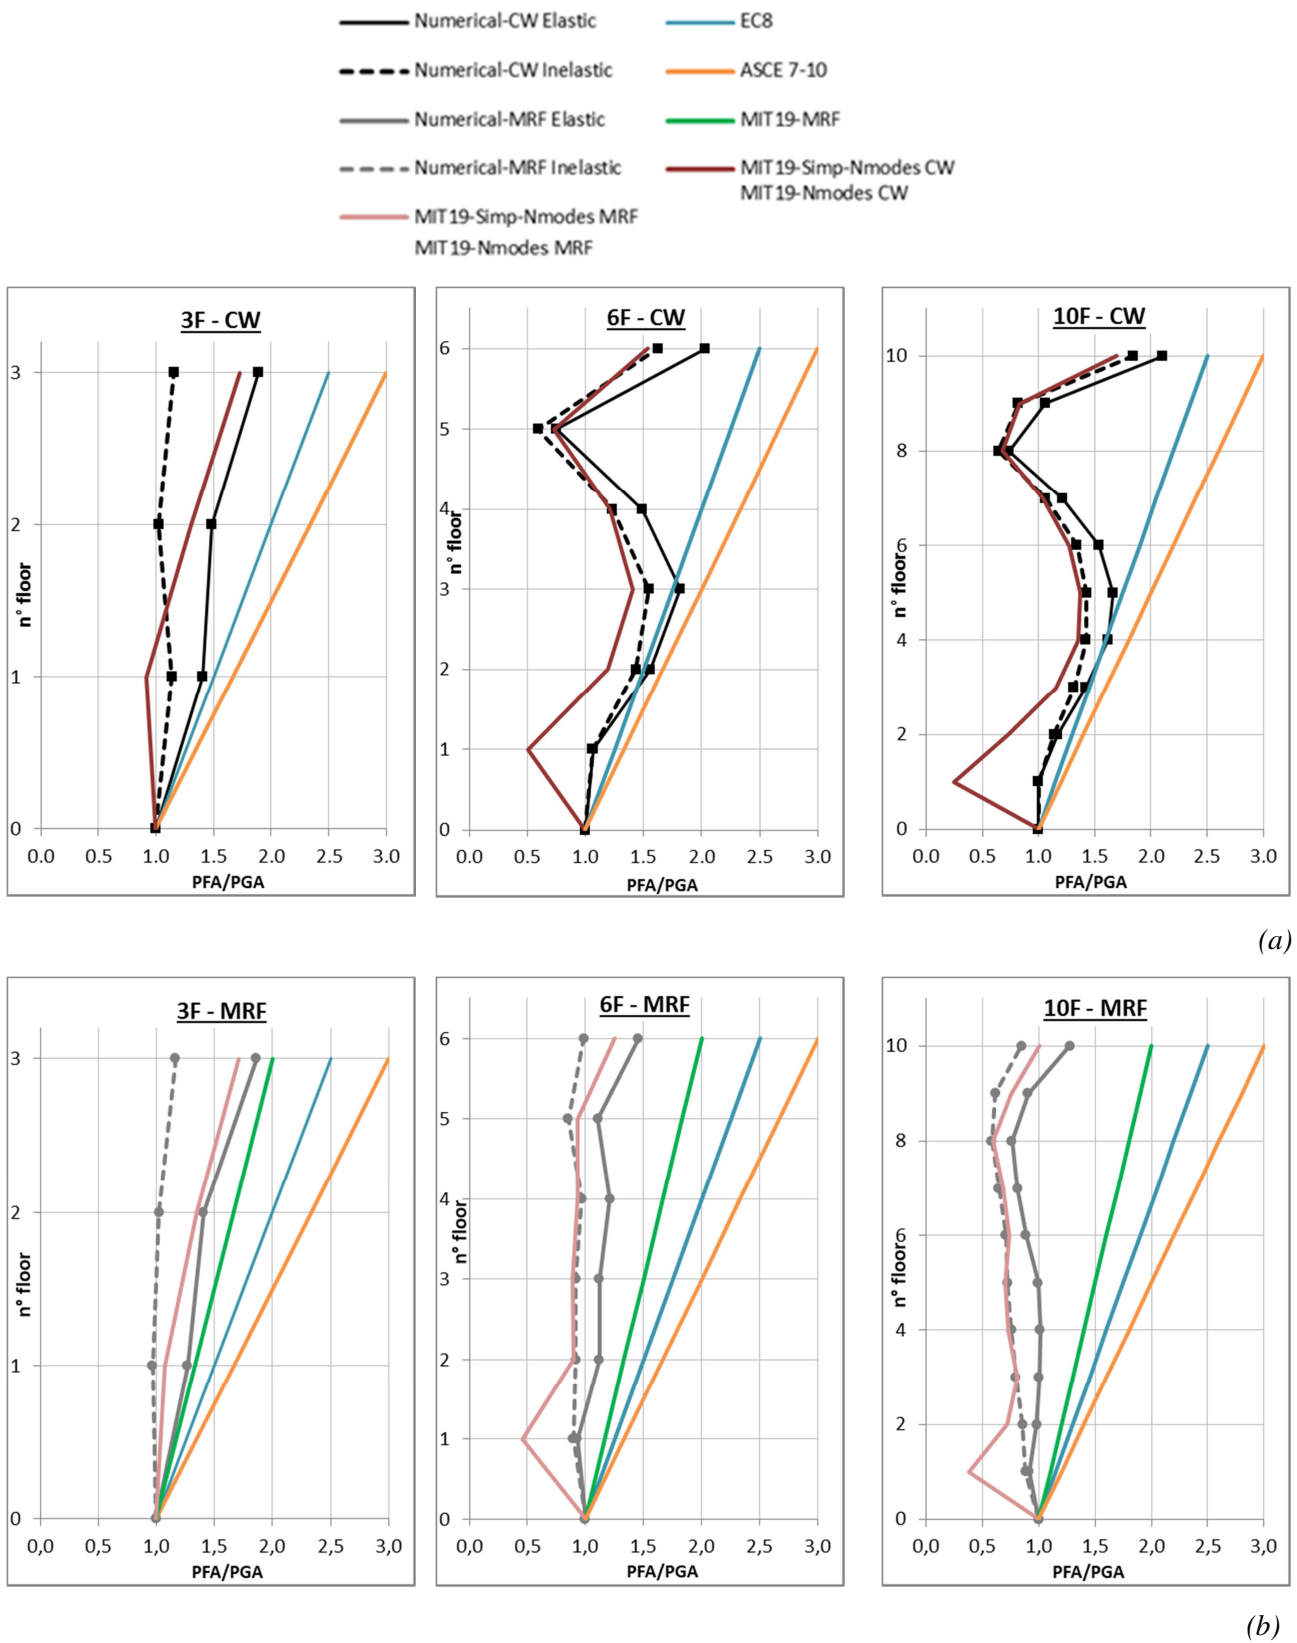 Numerical-CW Elastic
EC8
Numerical-CW Inelastic
ASCE 7-10
Numerical-MRF Elastic
MIT19-MRF
Numerical-MRF Inelastic
MIT19-Simp-Nmodes CW
MIT19-Nmodes CW
MIT19-Simp-Nmodes MRF
MIT19-Nmodes MRF
3F - CW
3
2
1
0
n° floor
0.0 0.5 1.0 1.5 2.0 2.5 3.0
PFA/PGA
6F - CW
6
5
4
3
2
1
0
n° floor
0.0 0.5 1.0 1.5 2.0 2.5 3.0
PFA/PGA
10F - CW
10
8
6
4
2
0
n° floor
0.0 0.5 1.0 1.5 2.0 2.5 3.0
PFA/PGA
(a)
3F - MRF
3
2
1
0
n° floor
0,0 0,5 1,0 1,5 2,0 2,5 3,0
PFA/PGA
6F - MRF
6
5
4
3
2
1
0
n° floor
0,0 0,5 1,0 1,5 2,0 2,5 3,0
PFA/PGA
10F - MRF
10
8
6
4
2
0
n° floor
0,0 0,5 1,0 1,5 2,0 2,5 3,0
PFA/PGA
(b)